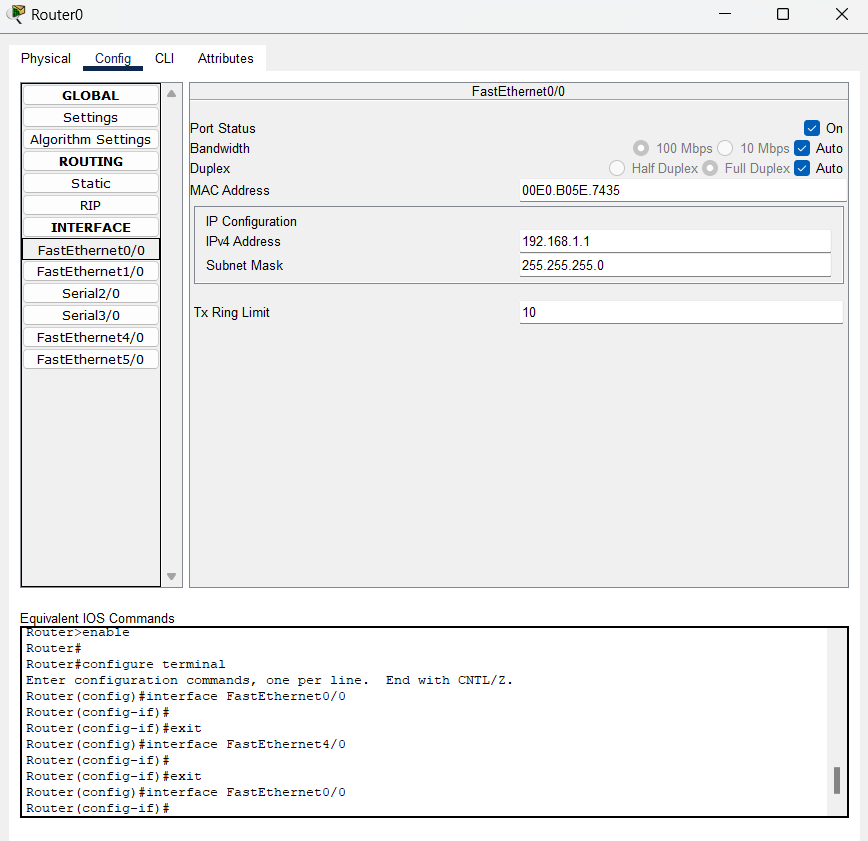 Router0
Physical Config CLI Attributes
GLOBAL
Settings
Algorithm Settings
ROUTING
Static
RIP
INTERFACE
FastEthernet0/0
FastEthernet1/0
Serial2/0
Serial3/0
FastEthernet4/0
FastEthernet5/0
FastEthernet0/0
Port Status On
Bandwidth 100 Mbps 10 Mbps Auto
Duplex Half Duplex Full Duplex Auto
MAC Address 00E0.B05E.7435
IP Configuration
IPv4 Address 192.168.1.1
Subnet Mask 255.255.255.0
Tx Ring Limit 10
Equivalent IOS Commands
Router>enable
Router#
Router#configure terminal
Enter configuration commands, one per line.  End with CNTL/Z.
Router(config)#interface FastEthernet0/0
Router(config-if)#
Router(config-if)#exit
Router(config)#interface FastEthernet4/0
Router(config-if)#
Router(config-if)#exit
Router(config)#interface FastEthernet0/0
Router(config-if)#